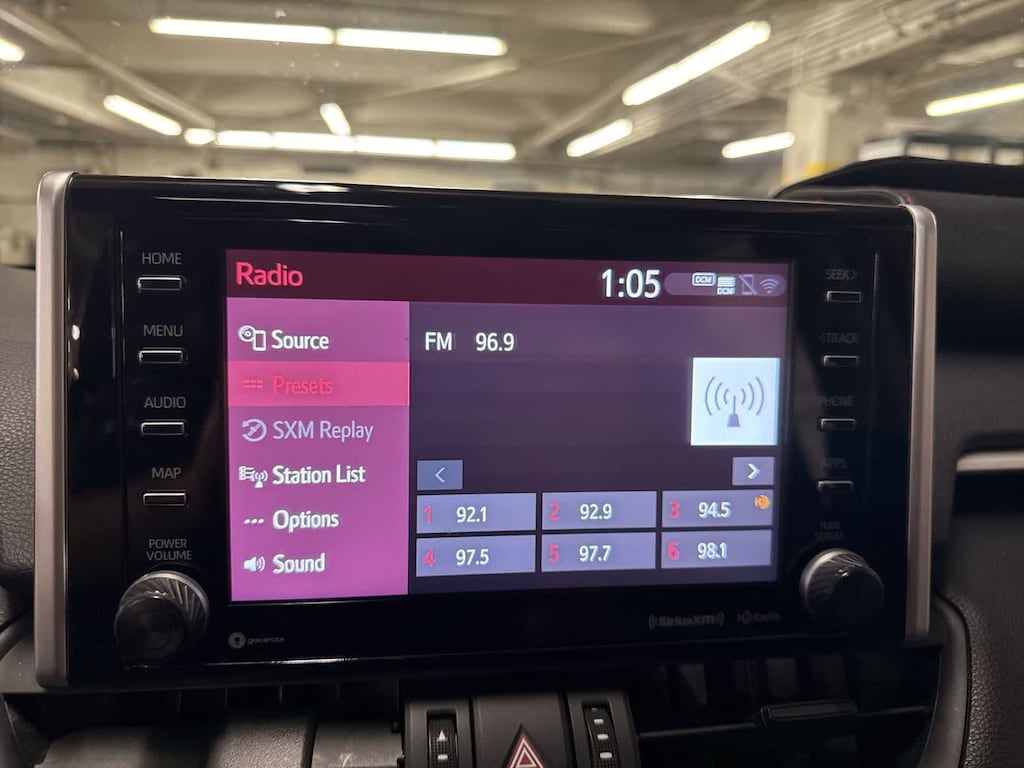 HOME
MENU
AUDIO
MAP
POWER
VOLUME
Radio
1:05
DCM
DCM
Source
Presets
SXM Replay
Station List
Options
Sound
FM 96.9
<
>
1 92.1
2 92.9
3 94.5
4 97.5
5 97.7
6 98.1
SEEK>
<TRACK
PHONE
APPS
TUNE
SCROLL
gracenote
SiriusXM
HD Radio